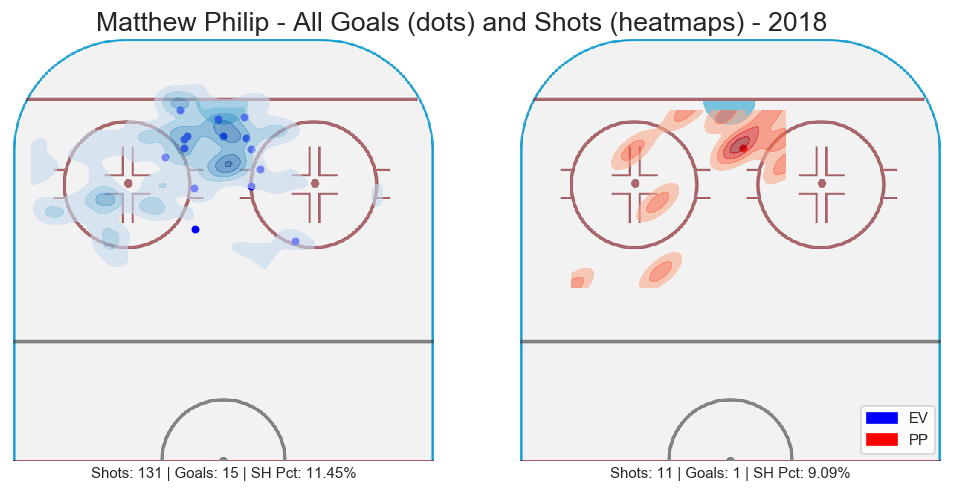 Matthew Philip - All Goals (dots) and Shots (heatmaps) - 2018
EV
PP
Shots: 131 | Goals: 15 | SH Pct: 11.45%
Shots: 11 | Goals: 1 | SH Pct: 9.09%